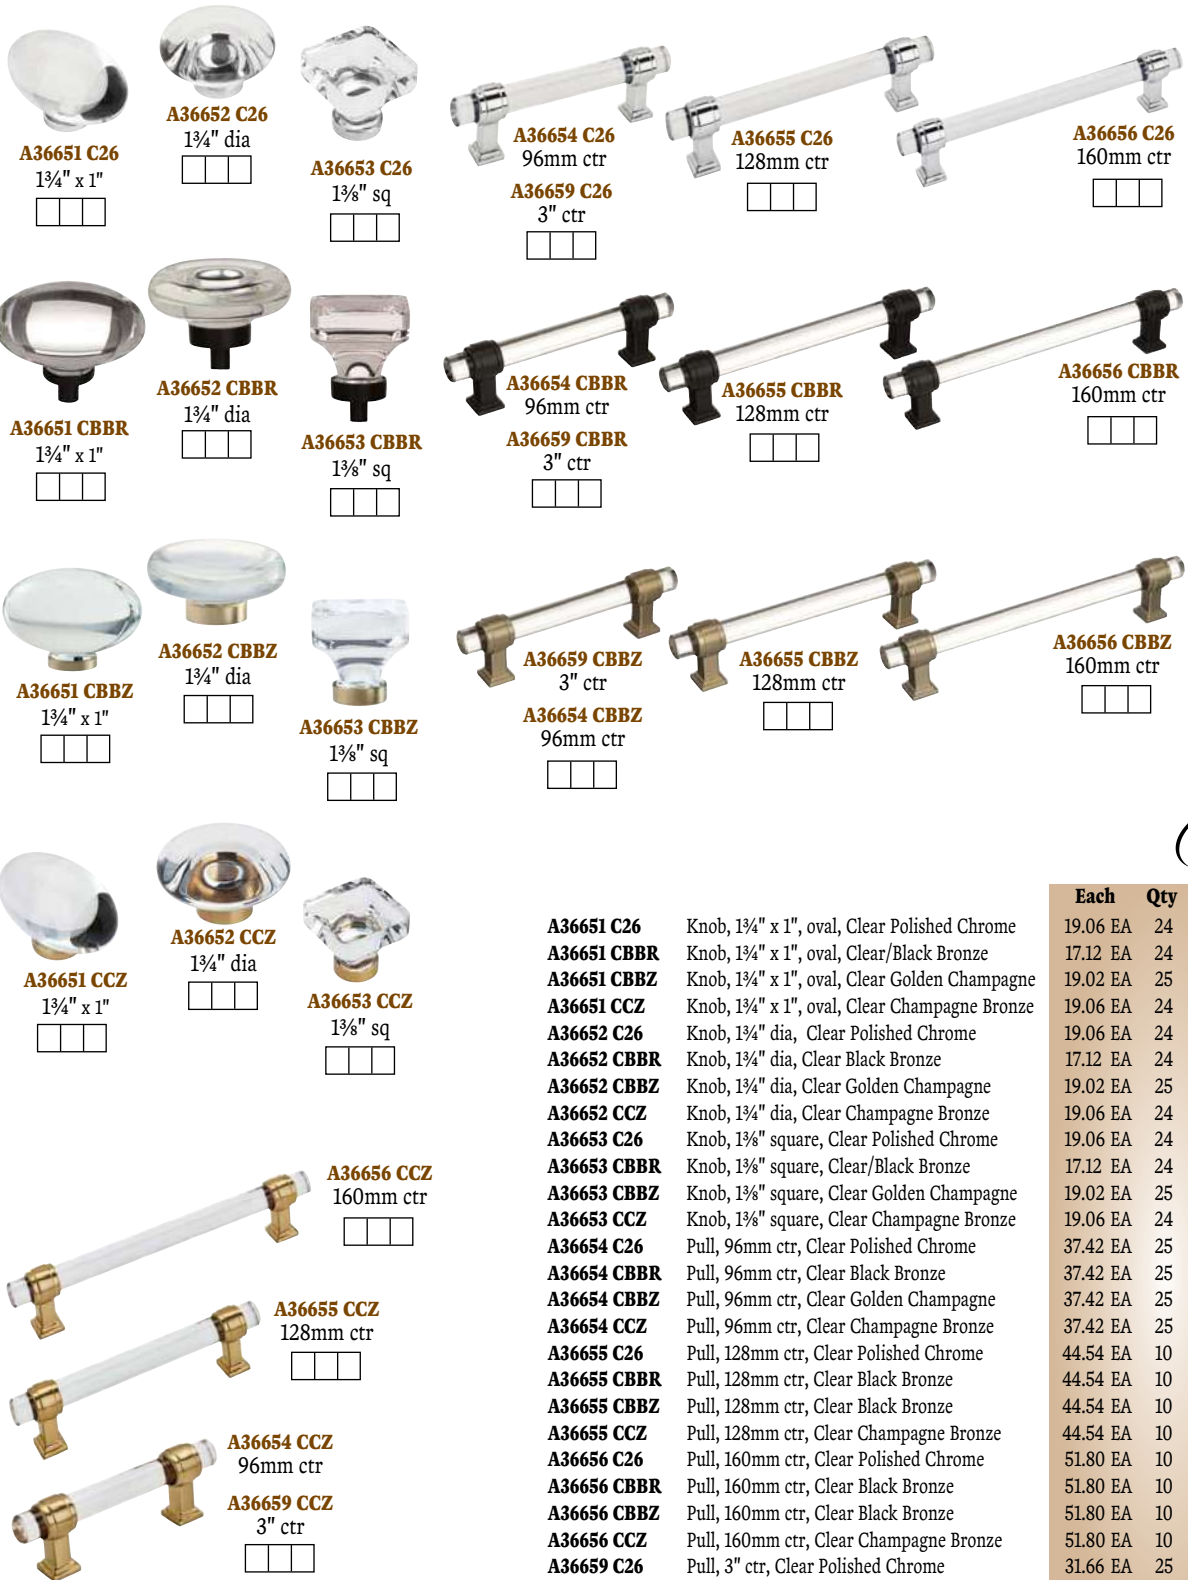 A36651 C26
1¾" x 1"
A36652 C26
1¾" dia
A36653 C26
1⅜" sq
A36654 C26
96mm ctr
A36659 C26
3" ctr
A36655 C26
128mm ctr
A36656 C26
160mm ctr
A36651 CBBR
1¾" x 1"
A36652 CBBR
1¾" dia
A36653 CBBR
1⅜" sq
A36654 CBBR
96mm ctr
A36659 CBBR
3" ctr
A36655 CBBR
128mm ctr
A36656 CBBR
160mm ctr
A36651 CBBZ
1¾" x 1"
A36652 CBBZ
1¾" dia
A36653 CBBZ
1⅜" sq
A36659 CBBZ
3" ctr
A36654 CBBZ
96mm ctr
A36655 CBBZ
128mm ctr
A36656 CBBZ
160mm ctr
A36651 CCZ
1¾" x 1"
A36652 CCZ
1¾" dia
A36653 CCZ
1⅜" sq
A36656 CCZ
160mm ctr
A36655 CCZ
128mm ctr
A36654 CCZ
96mm ctr
A36659 CCZ
3" ctr
Each Qty
A36651 C26 Knob, 1¾" x 1", oval, Clear Polished Chrome 19.06 EA 24
A36651 CBBR Knob, 1¾" x 1", oval, Clear/Black Bronze 17.12 EA 24
A36651 CBBZ Knob, 1¾" x 1", oval, Clear Golden Champagne 19.02 EA 25
A36651 CCZ Knob, 1¾" x 1", oval, Clear Champagne Bronze 19.06 EA 24
A36652 C26 Knob, 1¾" dia, Clear Polished Chrome 19.06 EA 24
A36652 CBBR Knob, 1¾" dia, Clear Black Bronze 17.12 EA 24
A36652 CBBZ Knob, 1¾" dia, Clear Golden Champagne 19.02 EA 25
A36652 CCZ Knob, 1¾" dia, Clear Champagne Bronze 19.06 EA 24
A36653 C26 Knob, 1⅜" square, Clear Polished Chrome 19.06 EA 24
A36653 CBBR Knob, 1⅜" square, Clear/Black Bronze 17.12 EA 24
A36653 CBBZ Knob, 1⅜" square, Clear Golden Champagne 19.02 EA 25
A36653 CCZ Knob, 1⅜" square, Clear Champagne Bronze 19.06 EA 24
A36654 C26 Pull, 96mm ctr, Clear Polished Chrome 37.42 EA 25
A36654 CBBR Pull, 96mm ctr, Clear Black Bronze 37.42 EA 25
A36654 CBBZ Pull, 96mm ctr, Clear Golden Champagne 37.42 EA 25
A36654 CCZ Pull, 96mm ctr, Clear Champagne Bronze 37.42 EA 25
A36655 C26 Pull, 128mm ctr, Clear Polished Chrome 44.54 EA 10
A36655 CBBR Pull, 128mm ctr, Clear Black Bronze 44.54 EA 10
A36655 CBBZ Pull, 128mm ctr, Clear Black Bronze 44.54 EA 10
A36655 CCZ Pull, 128mm ctr, Clear Champagne Bronze 44.54 EA 10
A36656 C26 Pull, 160mm ctr, Clear Polished Chrome 51.80 EA 10
A36656 CBBR Pull, 160mm ctr, Clear Black Bronze 51.80 EA 10
A36656 CBBZ Pull, 160mm ctr, Clear Black Bronze 51.80 EA 10
A36656 CCZ Pull, 160mm ctr, Clear Champagne Bronze 51.80 EA 10
A36659 C26 Pull, 3" ctr, Clear Polished Chrome 31.66 EA 25